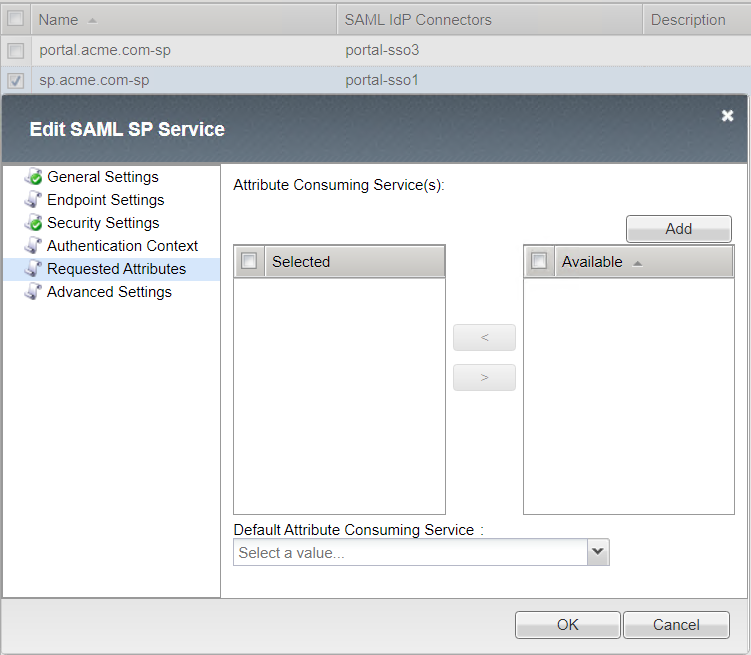 Name SAML IdP Connectors Description
portal.acme.com-sp portal-sso3
sp.acme.com-sp portal-sso1
Edit SAML SP Service
General Settings
Endpoint Settings
Security Settings
Authentication Context
Requested Attributes
Advanced Settings
Attribute Consuming Service(s):
Add
Selected
<
>
Available
Default Attribute Consuming Service :
Select a value...
OK Cancel